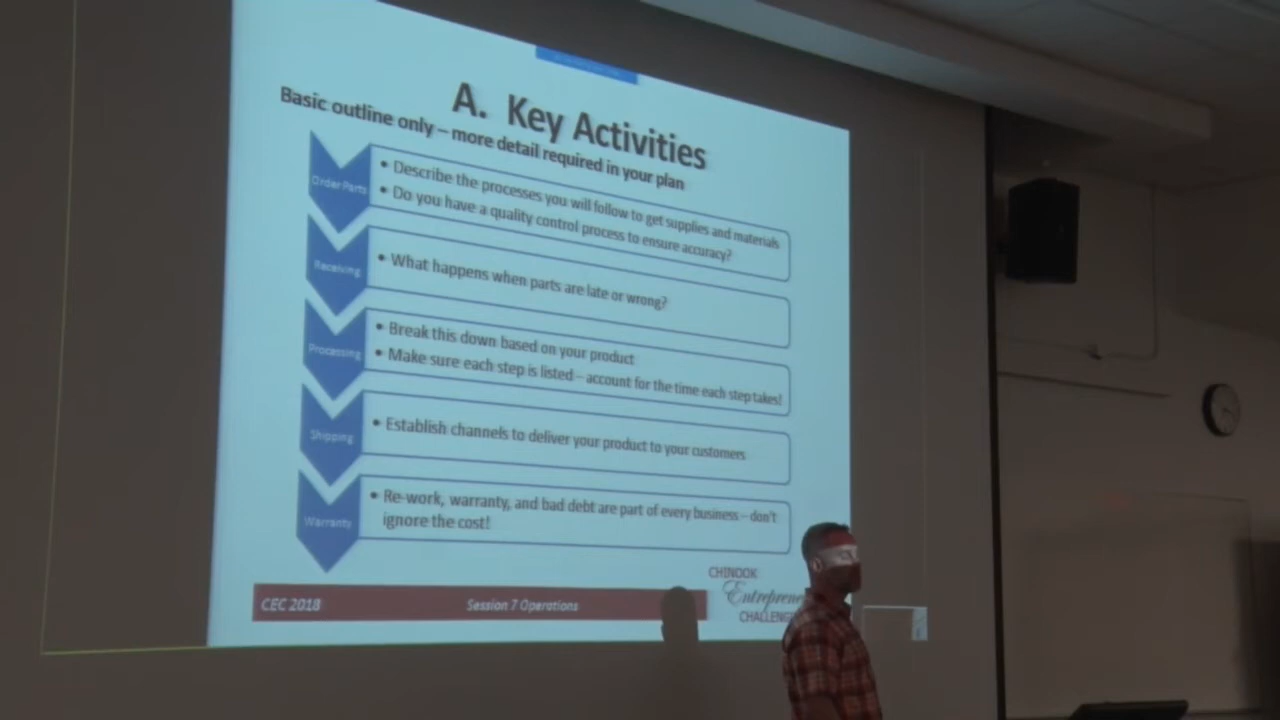 A. Key Activities
Basic outline only – more detail required in your plan
Order Parts
• Describe the processes you will follow to get supplies and materials
• Do you have a quality control process to ensure accuracy?
Receiving
• What happens when parts are late or wrong?
Processing
• Break this down based on your product
• Make sure each step is listed – account for the time each step takes!
Shipping
• Establish channels to deliver your product to your customers
Warranty
• Re-work, warranty, and bad debt are part of every business – don't
ignore the cost!
CEC 2018
Session 7 Operations
CHINOOK
Entreprene
CHALLENG